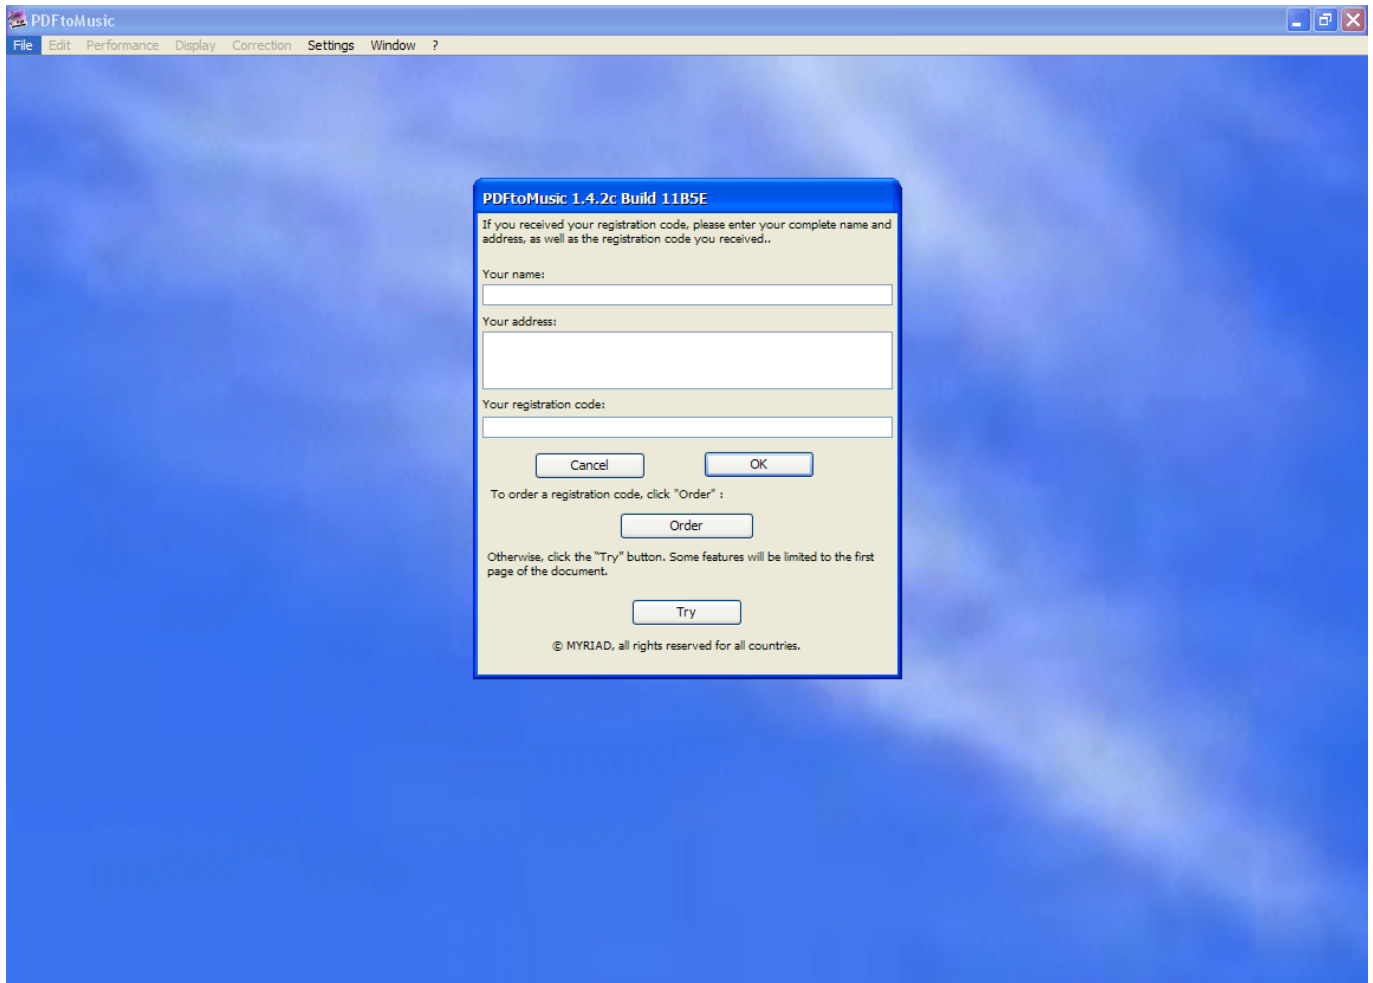 PDFtoMusic
File Edit Performance Display Correction Settings Window ?
PDFtoMusic 1.4.2c Build 11B5E
If you received your registration code, please enter your complete name and
address, as well as the registration code you received..
Your name:
Your address:
Your registration code:
Cancel OK
To order a registration code, click "Order" :
Order
Otherwise, click the "Try" button. Some features will be limited to the first
page of the document.
Try
© MYRIAD, all rights reserved for all countries.